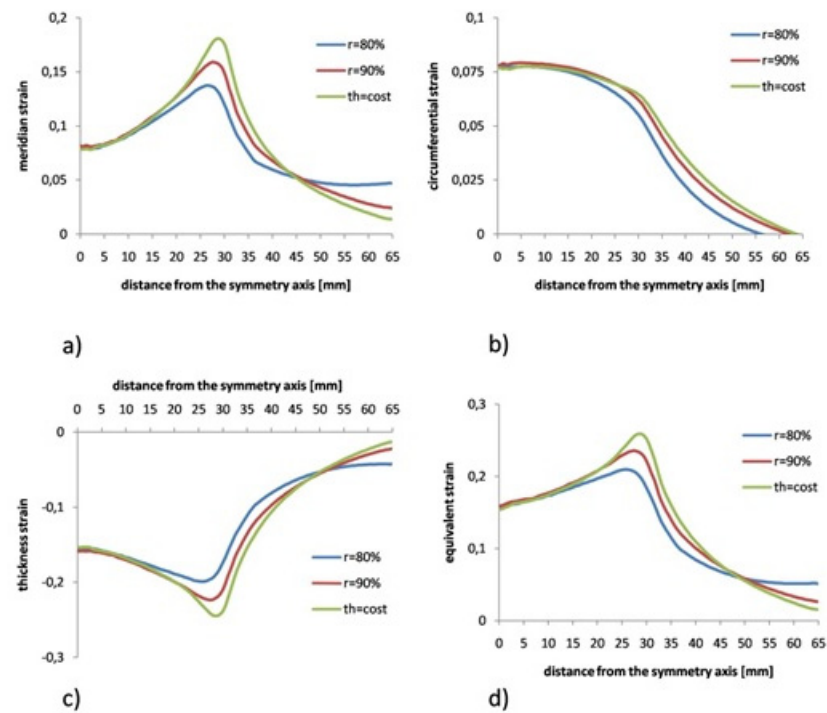 0,2
0,15
0,1
0,05
0
meridian strain
r=80%
r=90%
th=cost
0 5 10 15 20 25 30 35 40 45 50 55 60 65
distance from the symmetry axis [mm]
a)
0,1
0,075
0,05
0,025
0
circumferential strain
r=80%
r=90%
th=cost
0 5 10 15 20 25 30 35 40 45 50 55 60 65
distance from the symmetry axis [mm]
b)
distance from the symmetry axis [mm]
0 5 10 15 20 25 30 35 40 45 50 55 60 65
0
-0,1
-0,2
-0,3
thickness strain
r=80%
r=90%
th=cost
c)
0,3
0,2
0,1
0
equivalent strain
r=80%
r=90%
th=cost
0 5 10 15 20 25 30 35 40 45 50 55 60 65
distance from the symmetry axis [mm]
d)